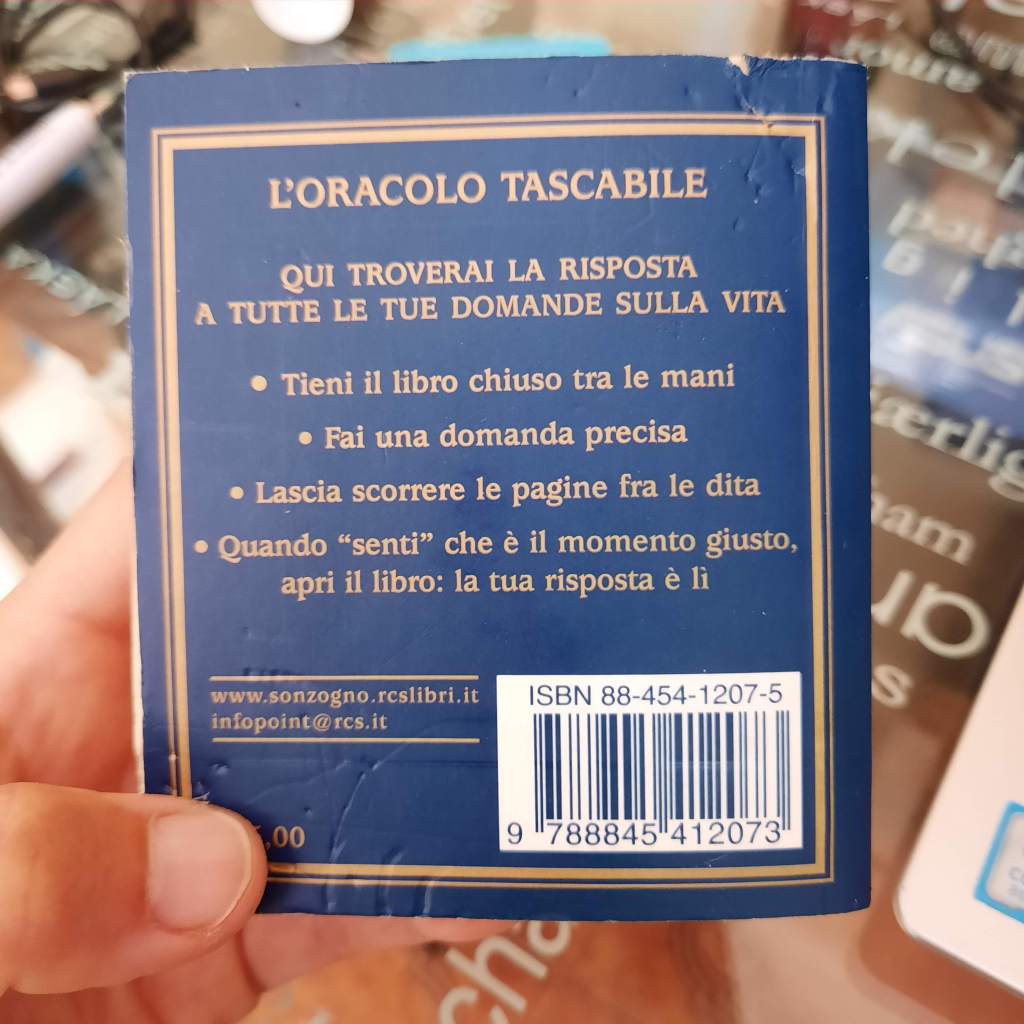 L'ORACOLO TASCABILE
QUI TROVERAI LA RISPOSTA
A TUTTE LE TUE DOMANDE SULLA VITA
• Tieni il libro chiuso tra le mani
• Fai una domanda precisa
• Lascia scorrere le pagine fra le dita
• Quando “senti” che è il momento giusto,
apri il libro: la tua risposta è lì
www.sonzogno.rcslibri.it
infopoint@rcs.it
ISBN 88-454-1207-5
9 788845 412073
,00